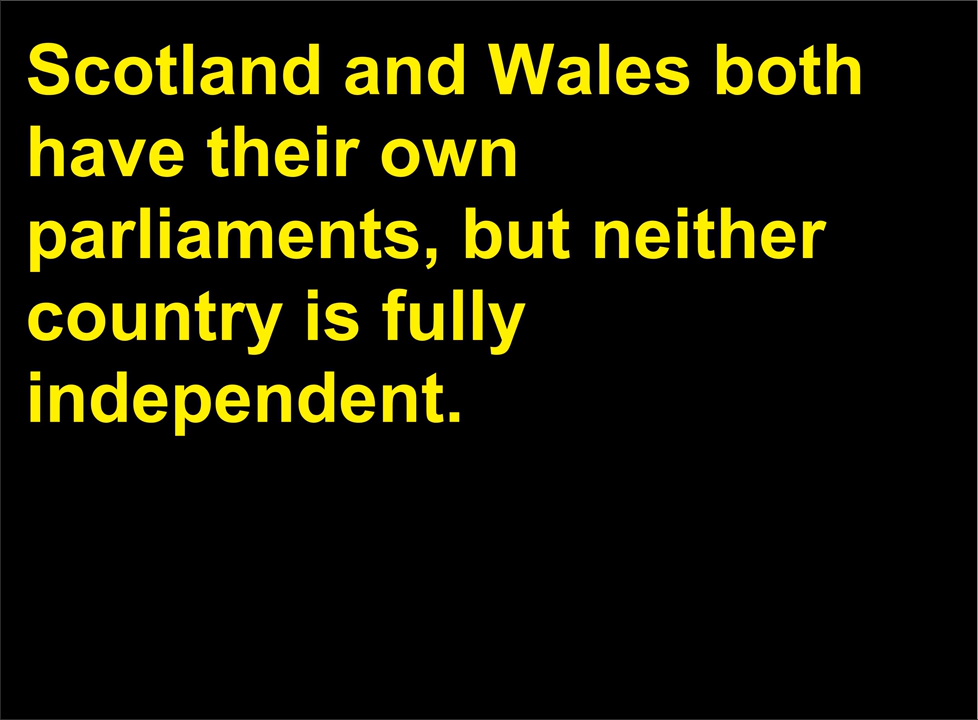 Scotland and Wales both
have their own
parliaments, but neither
country is fully
independent.